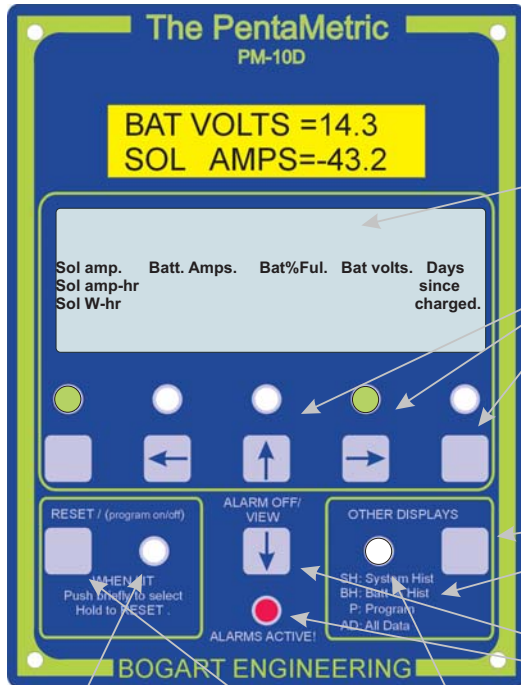 The PentaMetric
PM-10D
BAT VOLTS =14.3
SOL AMPS=-43.2
Sol amp. Batt. Amps. Bat%Ful. Bat volts. Days
Sol amp-hr since
Sol W-hr charged.
RESET / (program on/off)
WHEN LIT
Push briefly to select
Hold to RESET .
ALARM OFF/
VIEW
ALARMS ACTIVE!
OTHER DISPLAYS
SH: System Hist
BH: Batt Hist
P: Program
AD: All Data
BOGART ENGINEERING